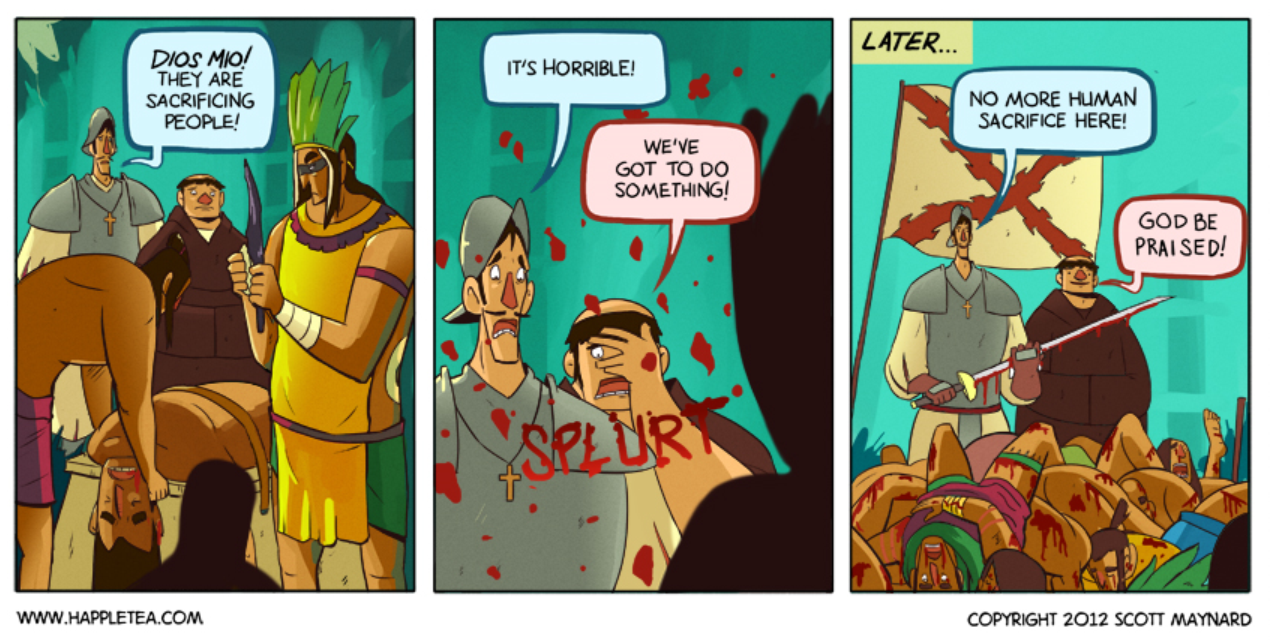 DIOS MIO!
THEY ARE
SACRIFICING
PEOPLE!
IT'S HORRIBLE!
WE'VE
GOT TO DO
SOMETHING!
SPLURT
LATER...
NO MORE HUMAN
SACRIFICE HERE!
GOD BE
PRAISED!
WWW.HAPPLETEA.COM
COPYRIGHT 2012 SCOTT MAYNARD